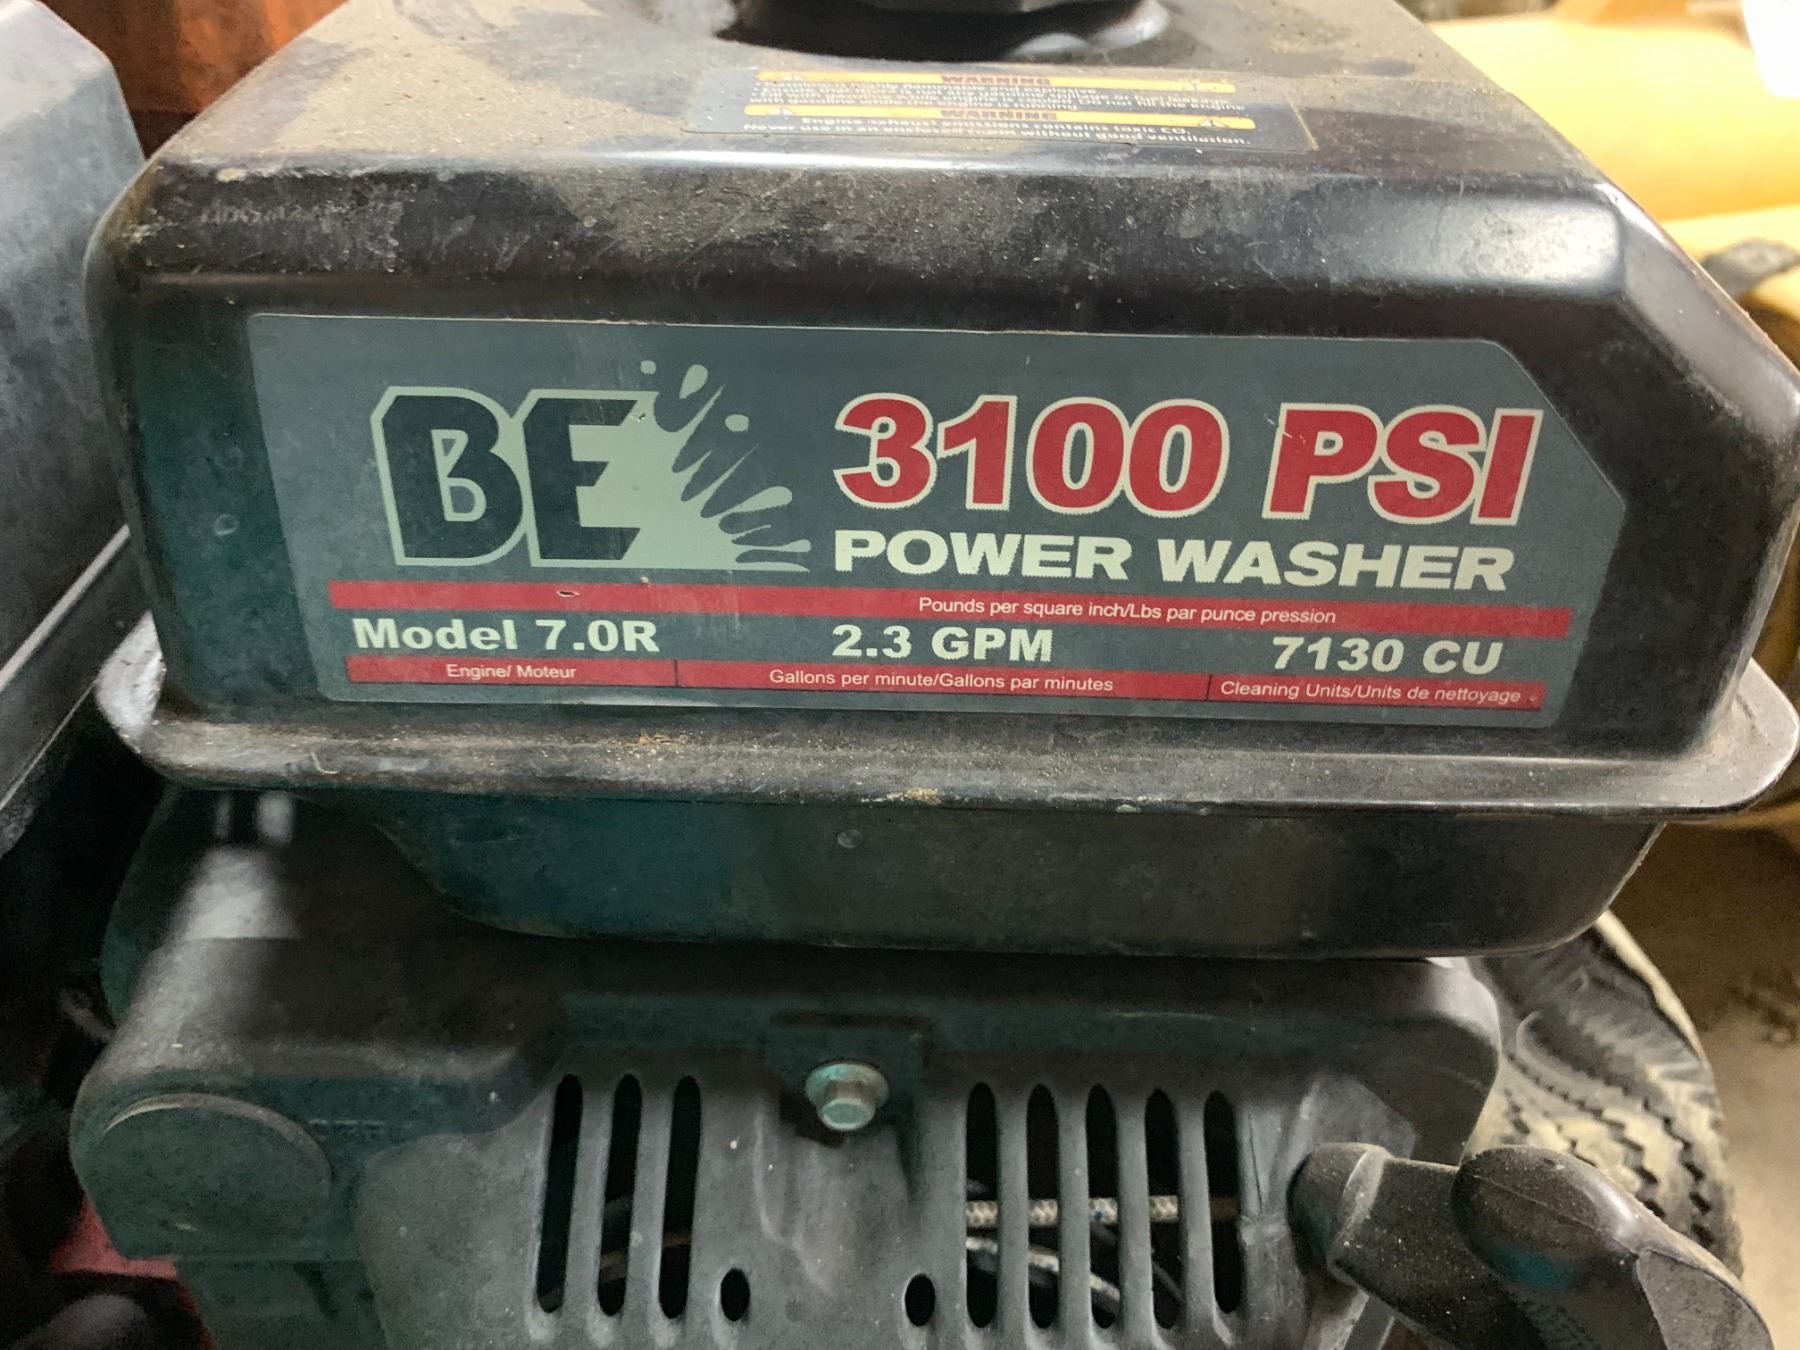 WARNING
Never use in an enclosed room without good ventilation.
WARNING
Engine exhaust emissions contains toxic CO.
BE
3100 PSI
POWER WASHER
Pounds per square inch/Lbs par punce pression
Model 7.0R
2.3 GPM
7130 CU
Engine/ Moteur
Gallons per minute/Gallons par minutes
Cleaning Units/Units de nettoyage